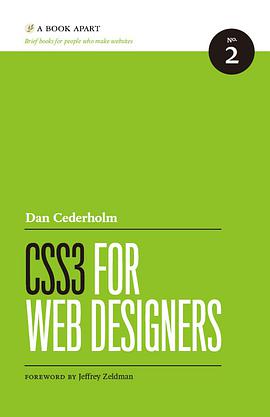 A BOOK APART
Brief books for people who make websites
No.
2
Dan Cederholm
CSS3 FOR
WEB DESIGNERS
FOREWORD BY Jeffrey Zeldman